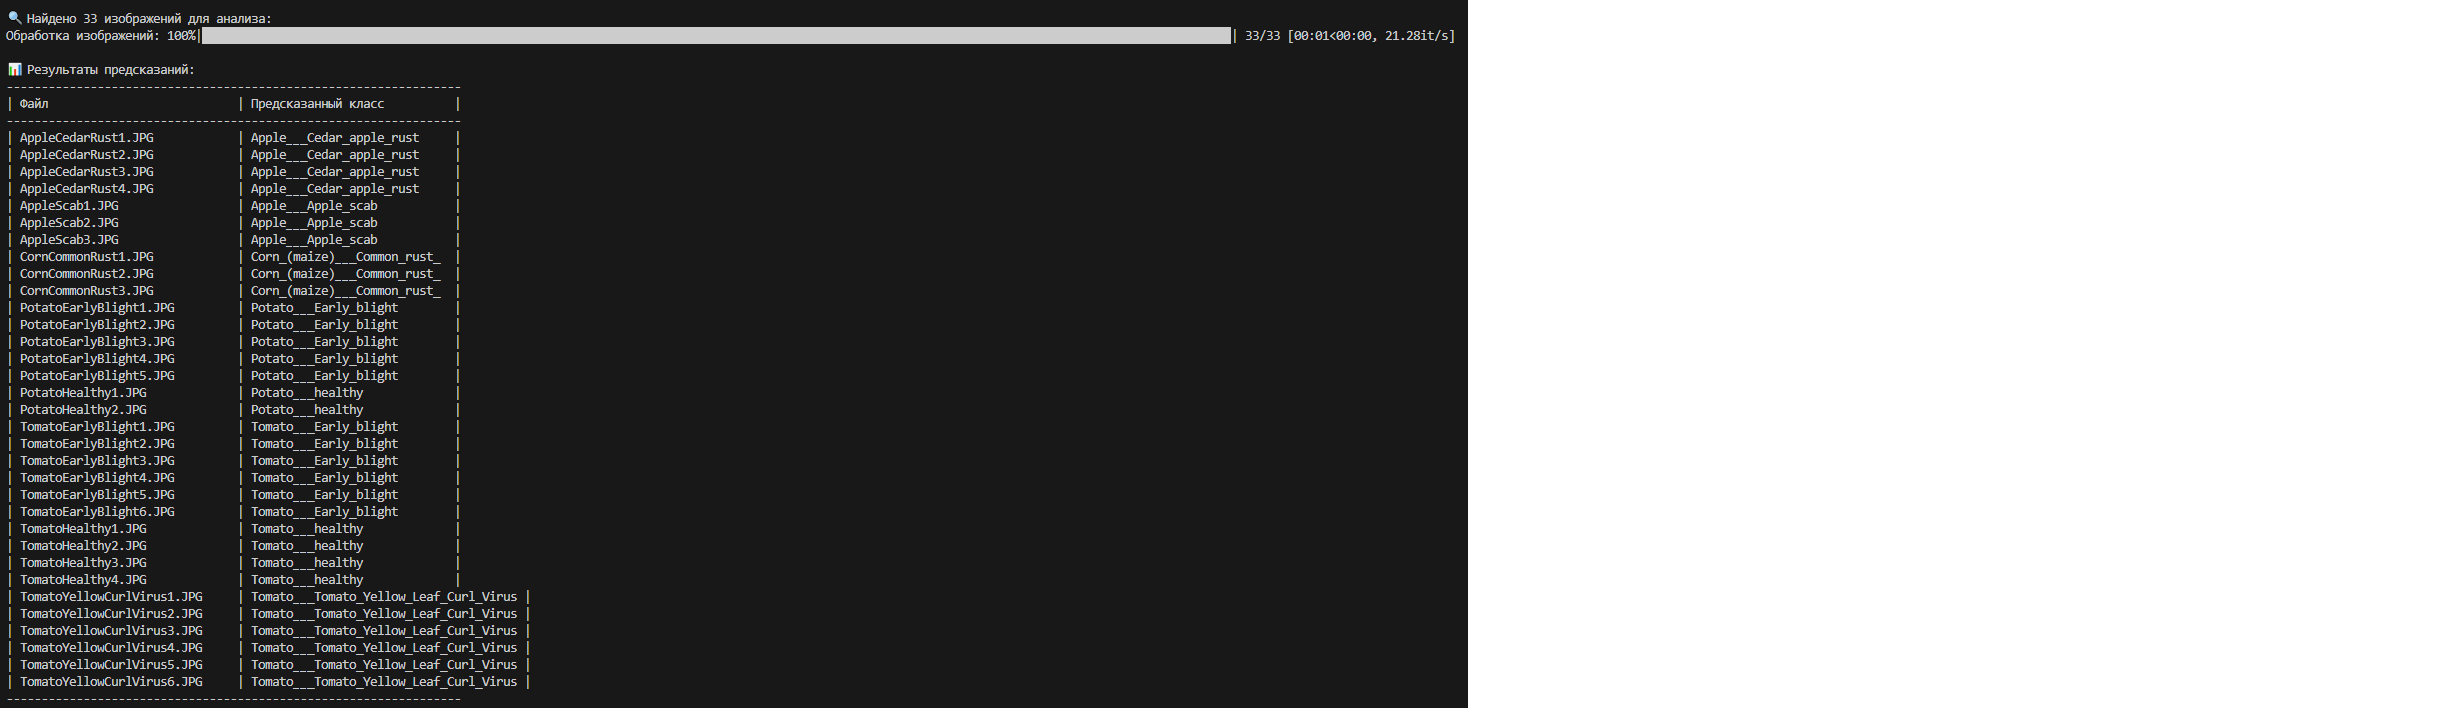 🔍 Найдено 33 изображений для анализа:
Обработка изображений: 100%|██████████| 33/33 [00:01<00:00, 21.28it/s]
📊 Результаты предсказаний:
-----------------------------------------------------------------
| Файл | Предсказанный класс |
-----------------------------------------------------------------
| AppleCedarRust1.JPG | Apple___Cedar_apple_rust |
| AppleCedarRust2.JPG | Apple___Cedar_apple_rust |
| AppleCedarRust3.JPG | Apple___Cedar_apple_rust |
| AppleCedarRust4.JPG | Apple___Cedar_apple_rust |
| AppleScab1.JPG | Apple___Apple_scab |
| AppleScab2.JPG | Apple___Apple_scab |
| AppleScab3.JPG | Apple___Apple_scab |
| CornCommonRust1.JPG | Corn_(maize)___Common_rust_ |
| CornCommonRust2.JPG | Corn_(maize)___Common_rust_ |
| CornCommonRust3.JPG | Corn_(maize)___Common_rust_ |
| PotatoEarlyBlight1.JPG | Potato___Early_blight |
| PotatoEarlyBlight2.JPG | Potato___Early_blight |
| PotatoEarlyBlight3.JPG | Potato___Early_blight |
| PotatoEarlyBlight4.JPG | Potato___Early_blight |
| PotatoEarlyBlight5.JPG | Potato___Early_blight |
| PotatoHealthy1.JPG | Potato___healthy |
| PotatoHealthy2.JPG | Potato___healthy |
| TomatoEarlyBlight1.JPG | Tomato___Early_blight |
| TomatoEarlyBlight2.JPG | Tomato___Early_blight |
| TomatoEarlyBlight3.JPG | Tomato___Early_blight |
| TomatoEarlyBlight4.JPG | Tomato___Early_blight |
| TomatoEarlyBlight5.JPG | Tomato___Early_blight |
| TomatoEarlyBlight6.JPG | Tomato___Early_blight |
| TomatoHealthy1.JPG | Tomato___healthy |
| TomatoHealthy2.JPG | Tomato___healthy |
| TomatoHealthy3.JPG | Tomato___healthy |
| TomatoHealthy4.JPG | Tomato___healthy |
| TomatoYellowCurlVirus1.JPG | Tomato___Tomato_Yellow_Leaf_Curl_Virus |
| TomatoYellowCurlVirus2.JPG | Tomato___Tomato_Yellow_Leaf_Curl_Virus |
| TomatoYellowCurlVirus3.JPG | Tomato___Tomato_Yellow_Leaf_Curl_Virus |
| TomatoYellowCurlVirus4.JPG | Tomato___Tomato_Yellow_Leaf_Curl_Virus |
| TomatoYellowCurlVirus5.JPG | Tomato___Tomato_Yellow_Leaf_Curl_Virus |
| TomatoYellowCurlVirus6.JPG | Tomato___Tomato_Yellow_Leaf_Curl_Virus |
-----------------------------------------------------------------